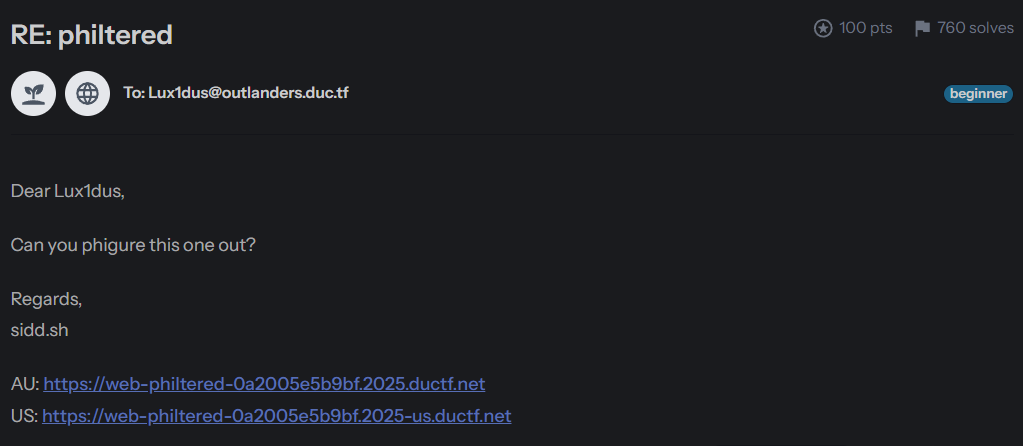 RE: philtered
100 pts
760 solves
To: Lux1dus@outlanders.duc.tf
beginner
Dear Lux1dus,
Can you phigure this one out?
Regards,
sidd.sh
AU: https://web-philtered-0a2005e5b9bf.2025.ductf.net
US: https://web-philtered-0a2005e5b9bf.2025-us.ductf.net